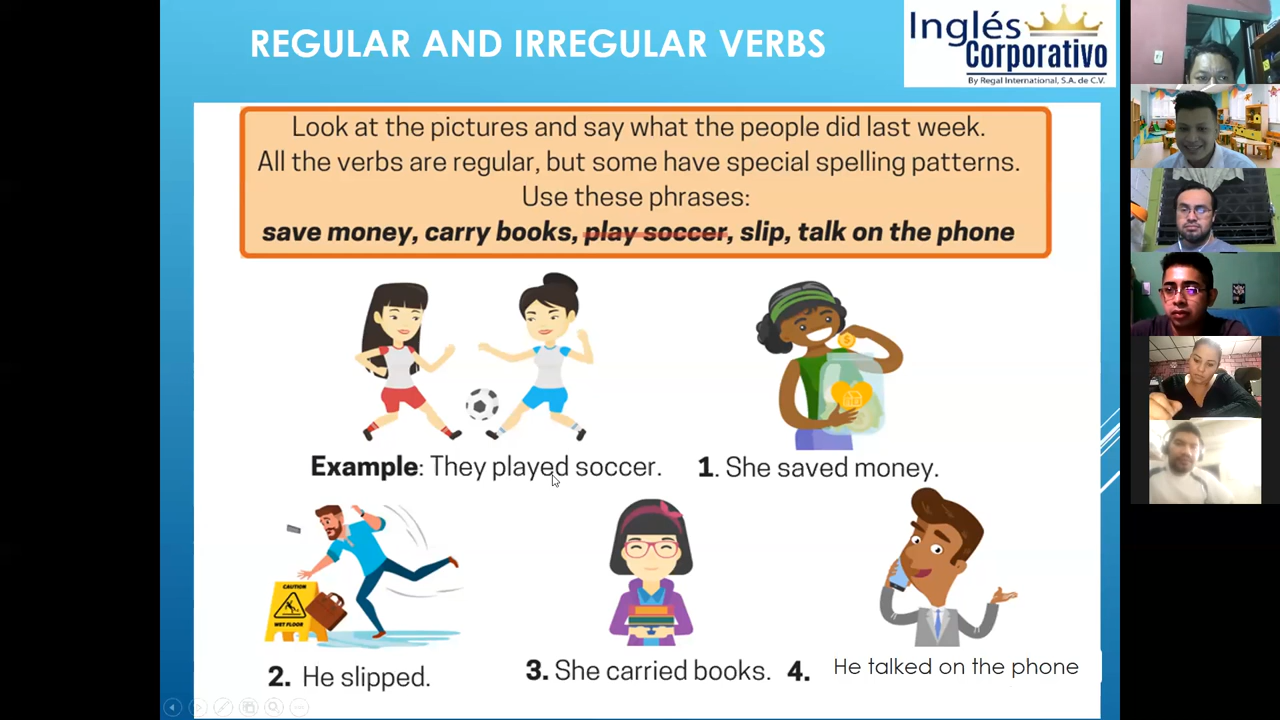 REGULAR AND IRREGULAR VERBS
Inglés
Corporativo
By Regal International, S.A. de C.V.
Look at the pictures and say what the people did last week.
All the verbs are regular, but some have special spelling patterns.
Use these phrases:
save money, carry books, play soccer, slip, talk on the phone
Example: They played soccer.
1. She saved money.
CAUTION
WET FLOOR
2. He slipped.
3. She carried books.
4. He talked on the phone